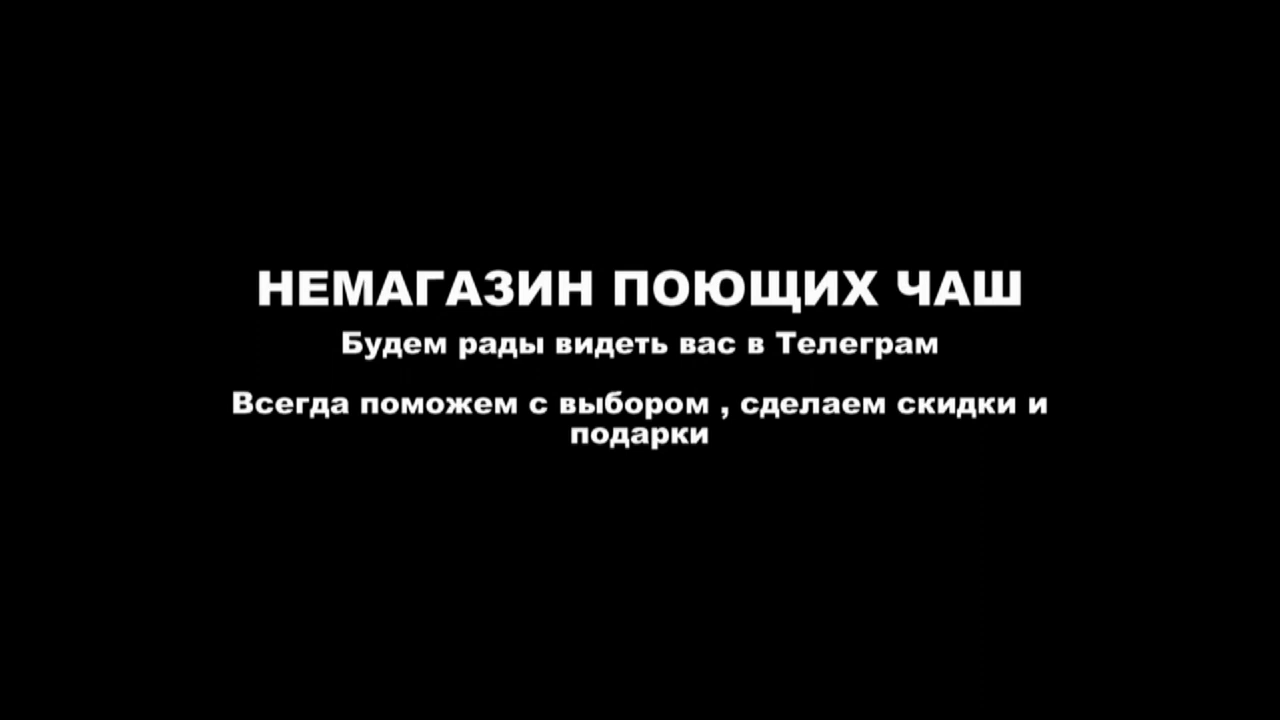 НЕМАГАЗИН ПОЮЩИХ ЧАШ
Будем рады видеть вас в Телеграм
Всегда поможем с выбором , сделаем скидки и
подарки